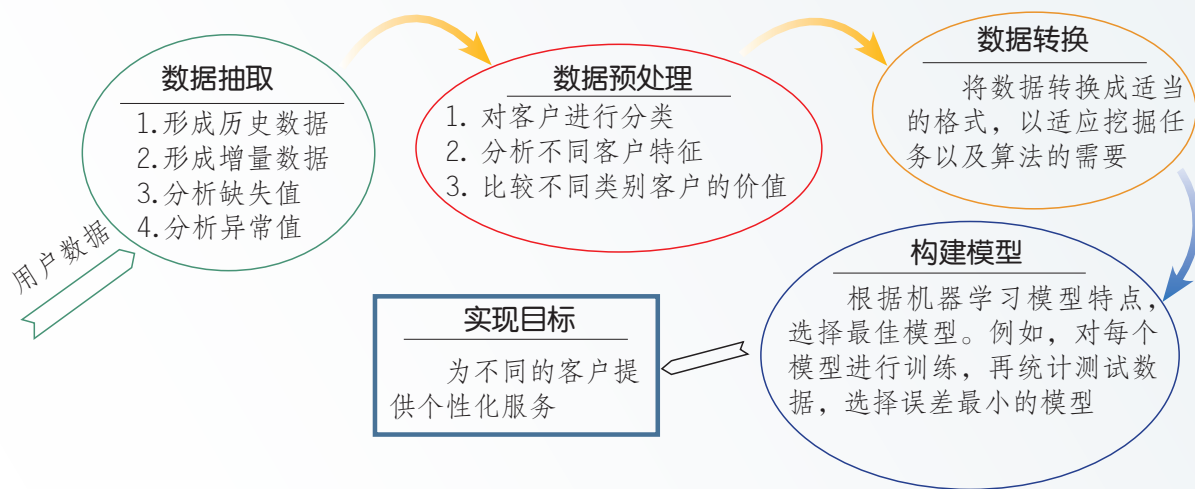 用户数据
数据抽取
1.形成历史数据
2.形成增量数据
3.分析缺失值
4.分析异常值
数据预处理
1. 对客户进行分类
2. 分析不同客户特征
3. 比较不同类别客户的价值
数据转换
将数据转换成适当
的格式，以适应挖掘任
务以及算法的需要
构建模型
根据机器学习模型特点，
选择最佳模型。例如，对每个
模型进行训练，再统计测试数
据，选择误差最小的模型
实现目标
为不同的客户提
供个性化服务